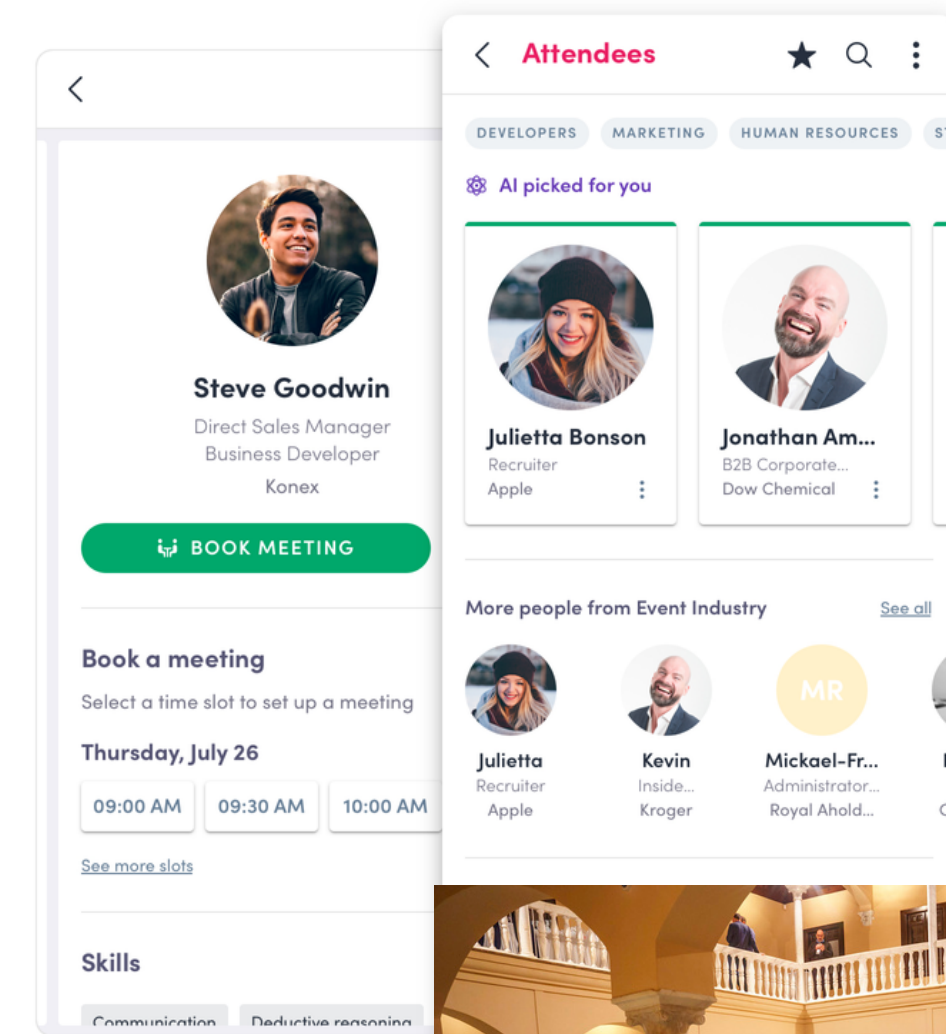 Steve Goodwin
Direct Sales Manager
Business Developer
Konex
BOOK MEETING
Book a meeting
Select a time slot to set up a meeting
Thursday, July 26
09:00 AM 09:30 AM 10:00 AM
See more slots
Skills
Communication Deductive reasoning
Attendees
DEVELOPERS MARKETING HUMAN RESOURCES
AI picked for you
Julietta Bonson
Recruiter
Apple
Jonathan Am...
B2B Corporate...
Dow Chemical
More people from Event Industry See all
MR
Julietta
Recruiter
Apple
Kevin
Inside...
Kroger
Mickael-Fr...
Administrator...
Royal Ahold...